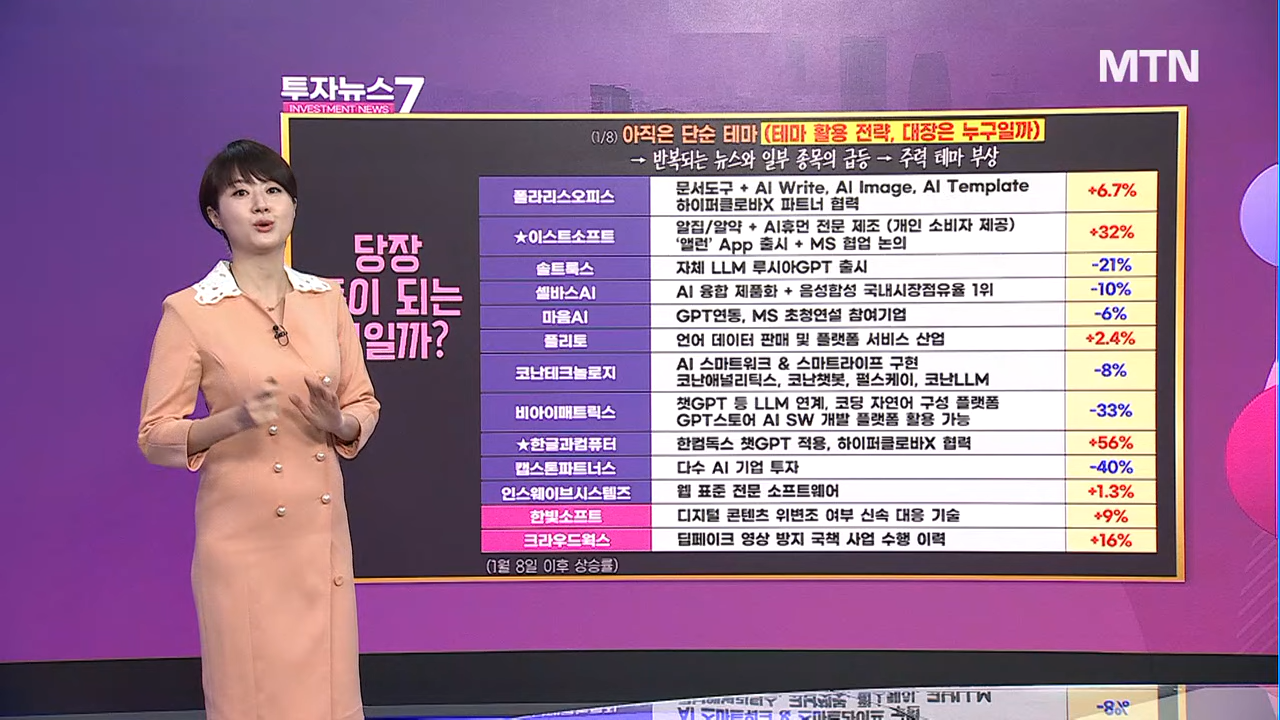 MTN
투자뉴스7
INVESTMENT NEWS
(1/8) 아직은 단순 테마 (테마 활용 전략, 대장은 누구일까)
→ 반복되는 뉴스와 일부 종목의 급등 → 주력 테마 부상
당장
이 되는
일까?
폴라리스오피스 문서도구 + AI Write, AI Image, AI Template +6.7%
하이퍼클로바X 파트너 협력
★이스트소프트 알집/알약 + AI휴먼 전문 제조 (개인 소비자 제공) +32%
‘앨런’ App 출시 + MS 협업 논의
솔트룩스 자체 LLM 루시아GPT 출시 -21%
셀바스AI AI 융합 제품화 + 음성합성 국내시장점유율 1위 -10%
마음AI GPT연동, MS 초청연설 참여기업 -6%
플리토 언어 데이터 판매 및 플랫폼 서비스 산업 +2.4%
코난테크놀로지 AI 스마트워크 & 스마트라이프 구현 -8%
코난애널리틱스, 코난챗봇, 펄스케이, 코난LLM
비아이매트릭스 챗GPT 등 LLM 연계, 코딩 자연어 구성 플랫폼 -33%
GPT스토어 AI SW 개발 플랫폼 활용 가능
★한글과컴퓨터 한컴독스 챗GPT 적용, 하이퍼클로바X 협력 +56%
캡스톤파트너스 다수 AI 기업 투자 -40%
인스웨이브시스템즈 웹 표준 전문 소프트웨어 +1.3%
한빛소프트 디지털 콘텐츠 위변조 여부 신속 대응 기술 +9%
크라우드웍스 딥페이크 영상 방지 국책 사업 수행 이력 +16%
(1월 8일 이후 상승률)